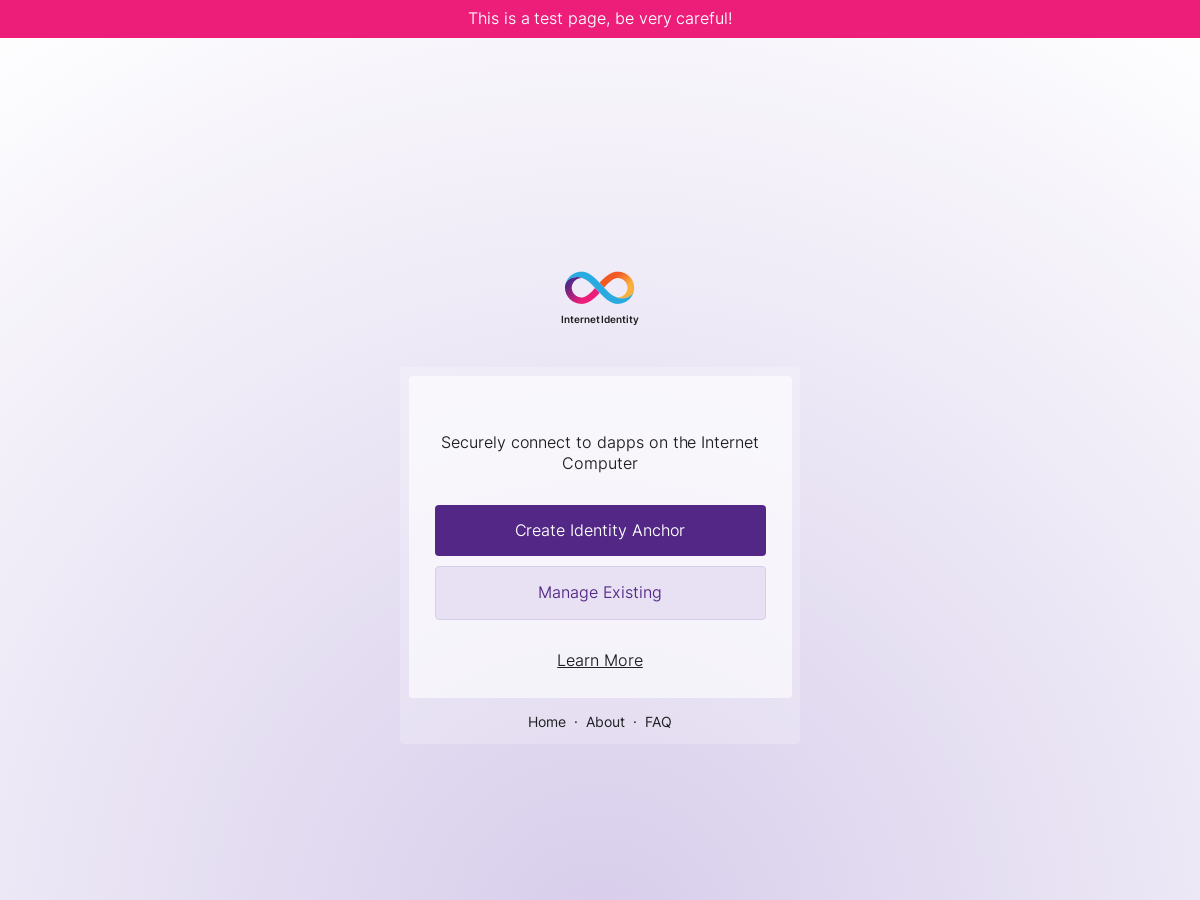 This is a test page, be very careful!
Internet Identity
Securely connect to dapps on the Internet
Computer
Create Identity Anchor
Manage Existing
Learn More
Home · About · FAQ